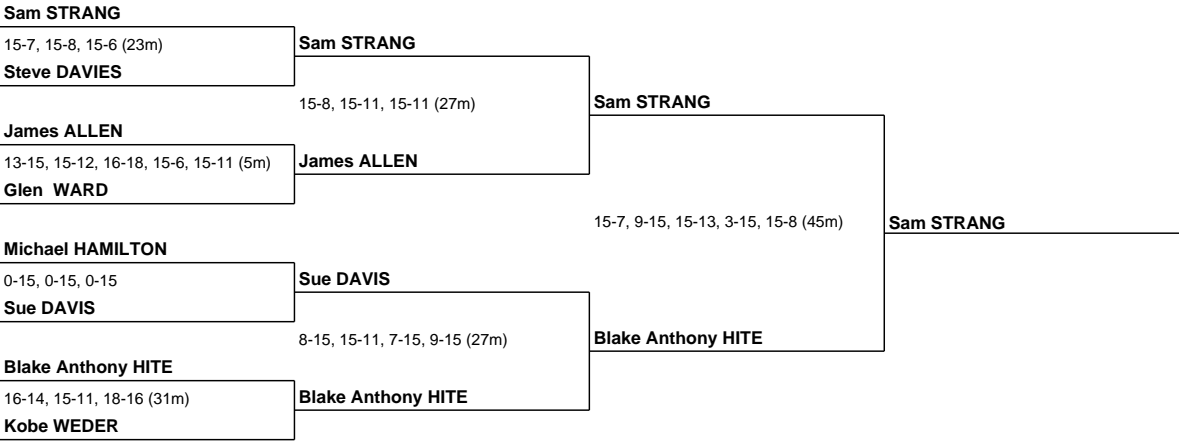 Sam STRANG
15-7, 15-8, 15-6 (23m)
Steve DAVIES
James ALLEN
13-15, 15-12, 16-18, 15-6, 15-11 (5m)
Glen  WARD
Michael HAMILTON
0-15, 0-15, 0-15
Sue DAVIS
Blake Anthony HITE
16-14, 15-11, 18-16 (31m)
Kobe WEDER
Sam STRANG
15-8, 15-11, 15-11 (27m)
James ALLEN
Sue DAVIS
8-15, 15-11, 7-15, 9-15 (27m)
Blake Anthony HITE
Sam STRANG
15-7, 9-15, 15-13, 3-15, 15-8 (45m)
Blake Anthony HITE
Sam STRANG